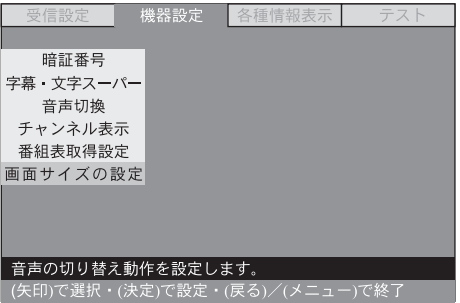 受信設定 機器設定 各種情報表示 テスト
暗証番号
字幕・文字スーパー
音声切換
チャンネル表示
番組表取得設定
画面サイズの設定
音声の切り替え動作を設定します。
(矢印)で選択・(決定)で設定・(戻る)／(メニュー)で終了